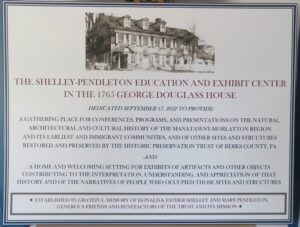 THE SHELLEY-PENDLETON EDUCATION AND EXHIBIT CENTER
IN THE 1765 GEORGE DOUGLASS HOUSE
DEDICATED SEPTEMBER 17, 2022 TO PROVIDE:
A GATHERING PLACE FOR CONFERENCES, PROGRAMS, AND PRESENTATIONS ON THE NATURAL,
ARCHITECTURAL AND CULTURAL HISTORY OF THE MANATAWNY-MORLATTON REGION
AND ITS EARLIEST AND IMMIGRANT COMMUNITIES, AND OF OTHER SITES AND STRUCTURES
RESTORED AND PRESERVED BY THE HISTORIC PRESERVATION TRUST OF BERKS COUNTY, PA
AND
A HOME AND WELCOMING SETTING FOR EXHIBITS OF ARTIFACTS AND OTHER OBJECTS
CONTRIBUTING TO THE INTERPRETATION, UNDERSTANDING, AND APPRECIATION OF THAT
HISTORY AND OF THE NARRATIVES OF PEOPLE WHO OCCUPIED THOSE SITES AND STRUCTURES
ESTABLISHED IN GRATEFUL MEMORY OF DONALD & ESTHER SHELLEY AND MARY PENDLETON,
GENEROUS FRIENDS AND BENEFACTORS OF THE TRUST AND ITS MISSION